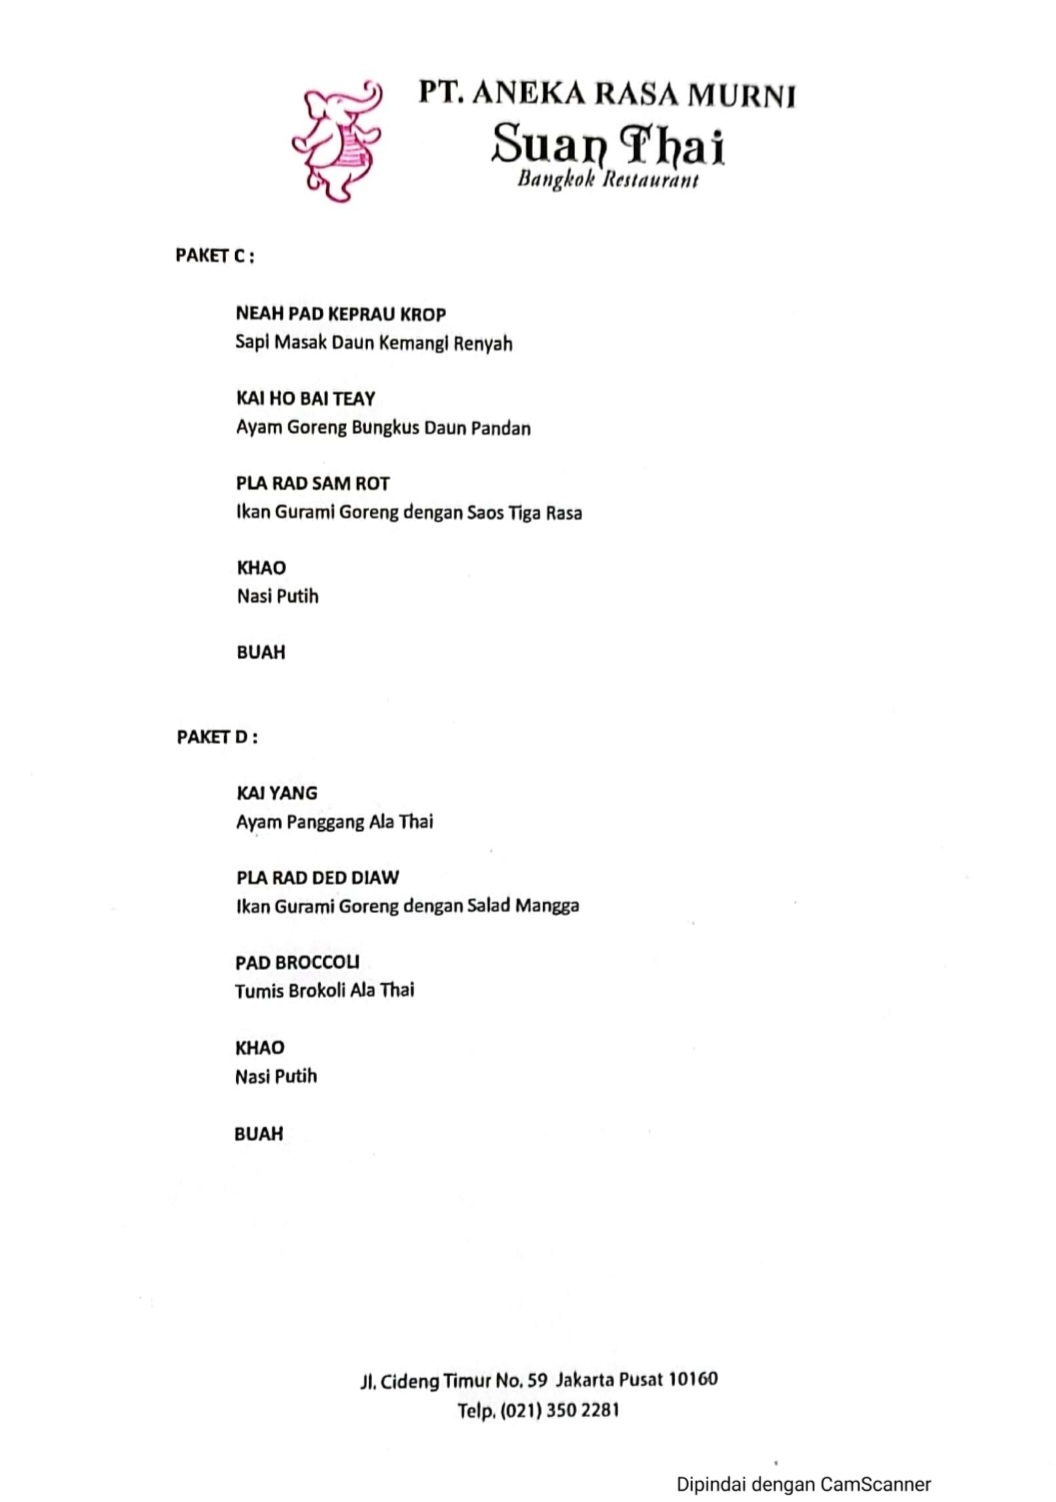 PT. ANEKA RASA MURNI
Suan Thai
Bangkok Restaurant
PAKET C :
NEAH PAD KEPRAU KROP
Sapi Masak Daun Kemangi Renyah
KAI HO BAI TEAY
Ayam Goreng Bungkus Daun Pandan
PLA RAD SAM ROT
Ikan Gurami Goreng dengan Saos Tiga Rasa
KHAO
Nasi Putih
BUAH
PAKET D :
KAI YANG
Ayam Panggang Ala Thai
PLA RAD DED DIAW
Ikan Gurami Goreng dengan Salad Mangga
PAD BROCCOLI
Tumis Brokoli Ala Thai
KHAO
Nasi Putih
BUAH
Jl. Cideng Timur No. 59 Jakarta Pusat 10160
Telp. (021) 350 2281
Dipindai dengan CamScanner